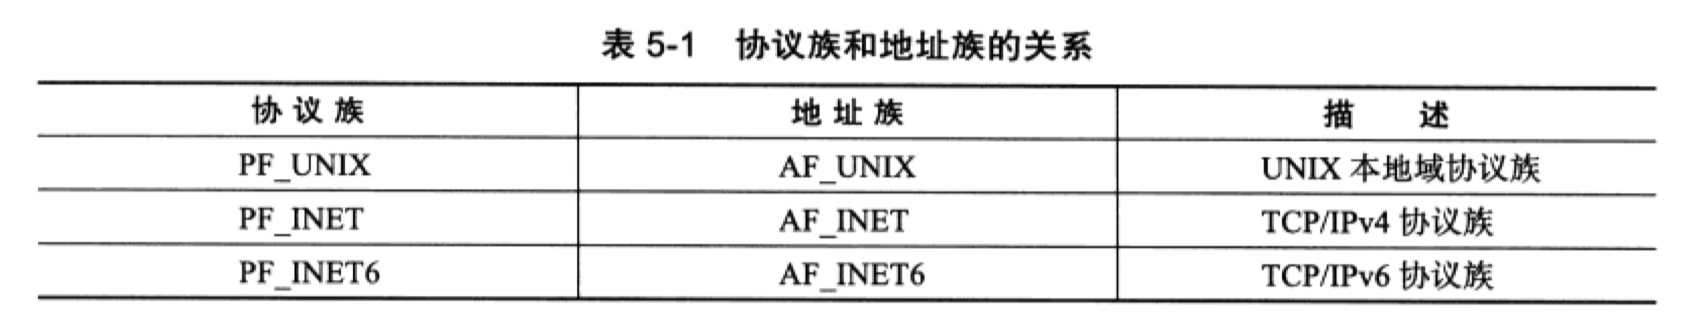 表 5-1 协议族和地址族的关系
协议族 地址族 描述
PF_UNIX AF_UNIX UNIX 本地域协议族
PF_INET AF_INET TCP/IPv4 协议族
PF_INET6 AF_INET6 TCP/IPv6 协议族